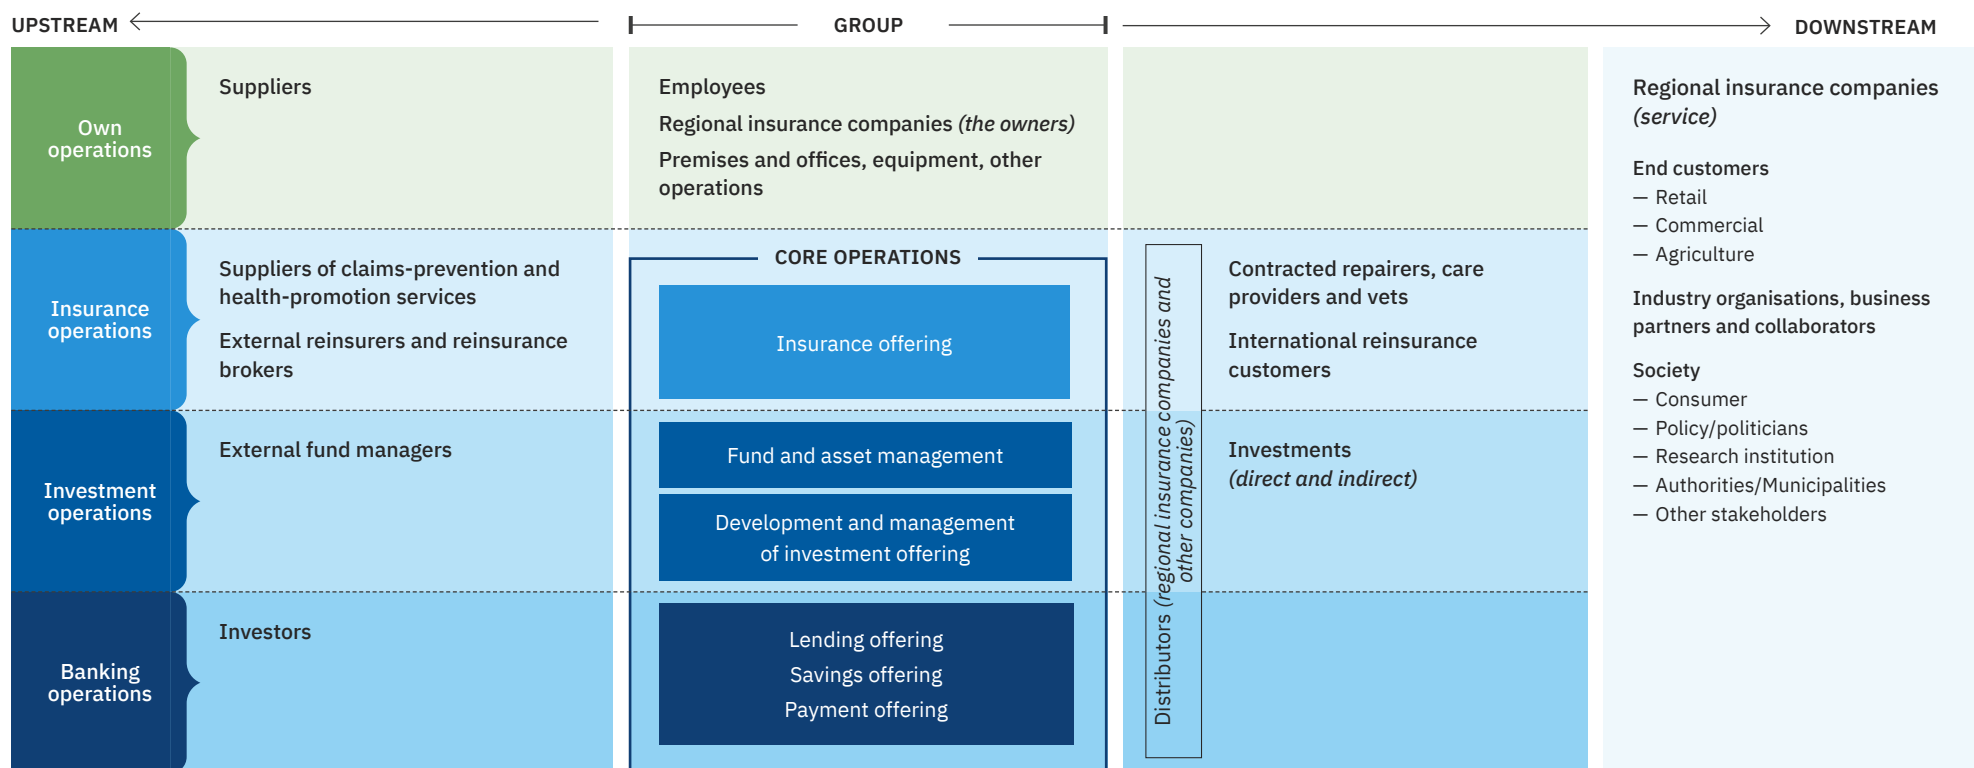 UPSTREAM
GROUP
DOWNSTREAM
Own
operations
Suppliers
Employees
Regional insurance companies (the owners)
Premises and offices, equipment, other
operations
Insurance
operations
Suppliers of claims-prevention and
health-promotion services
External reinsurers and reinsurance
brokers
CORE OPERATIONS
Insurance offering
Distributors (regional insurance companies and
other companies)
Contracted repairers, care
providers and vets
International reinsurance
customers
Investment
operations
External fund managers
Fund and asset management
Development and management
of investment offering
Investments
(direct and indirect)
Banking
operations
Investors
Lending offering
Savings offering
Payment offering
Regional insurance companies
(service)
End customers
— Retail
— Commercial
— Agriculture
Industry organisations, business
partners and collaborators
Society
— Consumer
— Policy/politicians
— Research institution
— Authorities/Municipalities
— Other stakeholders